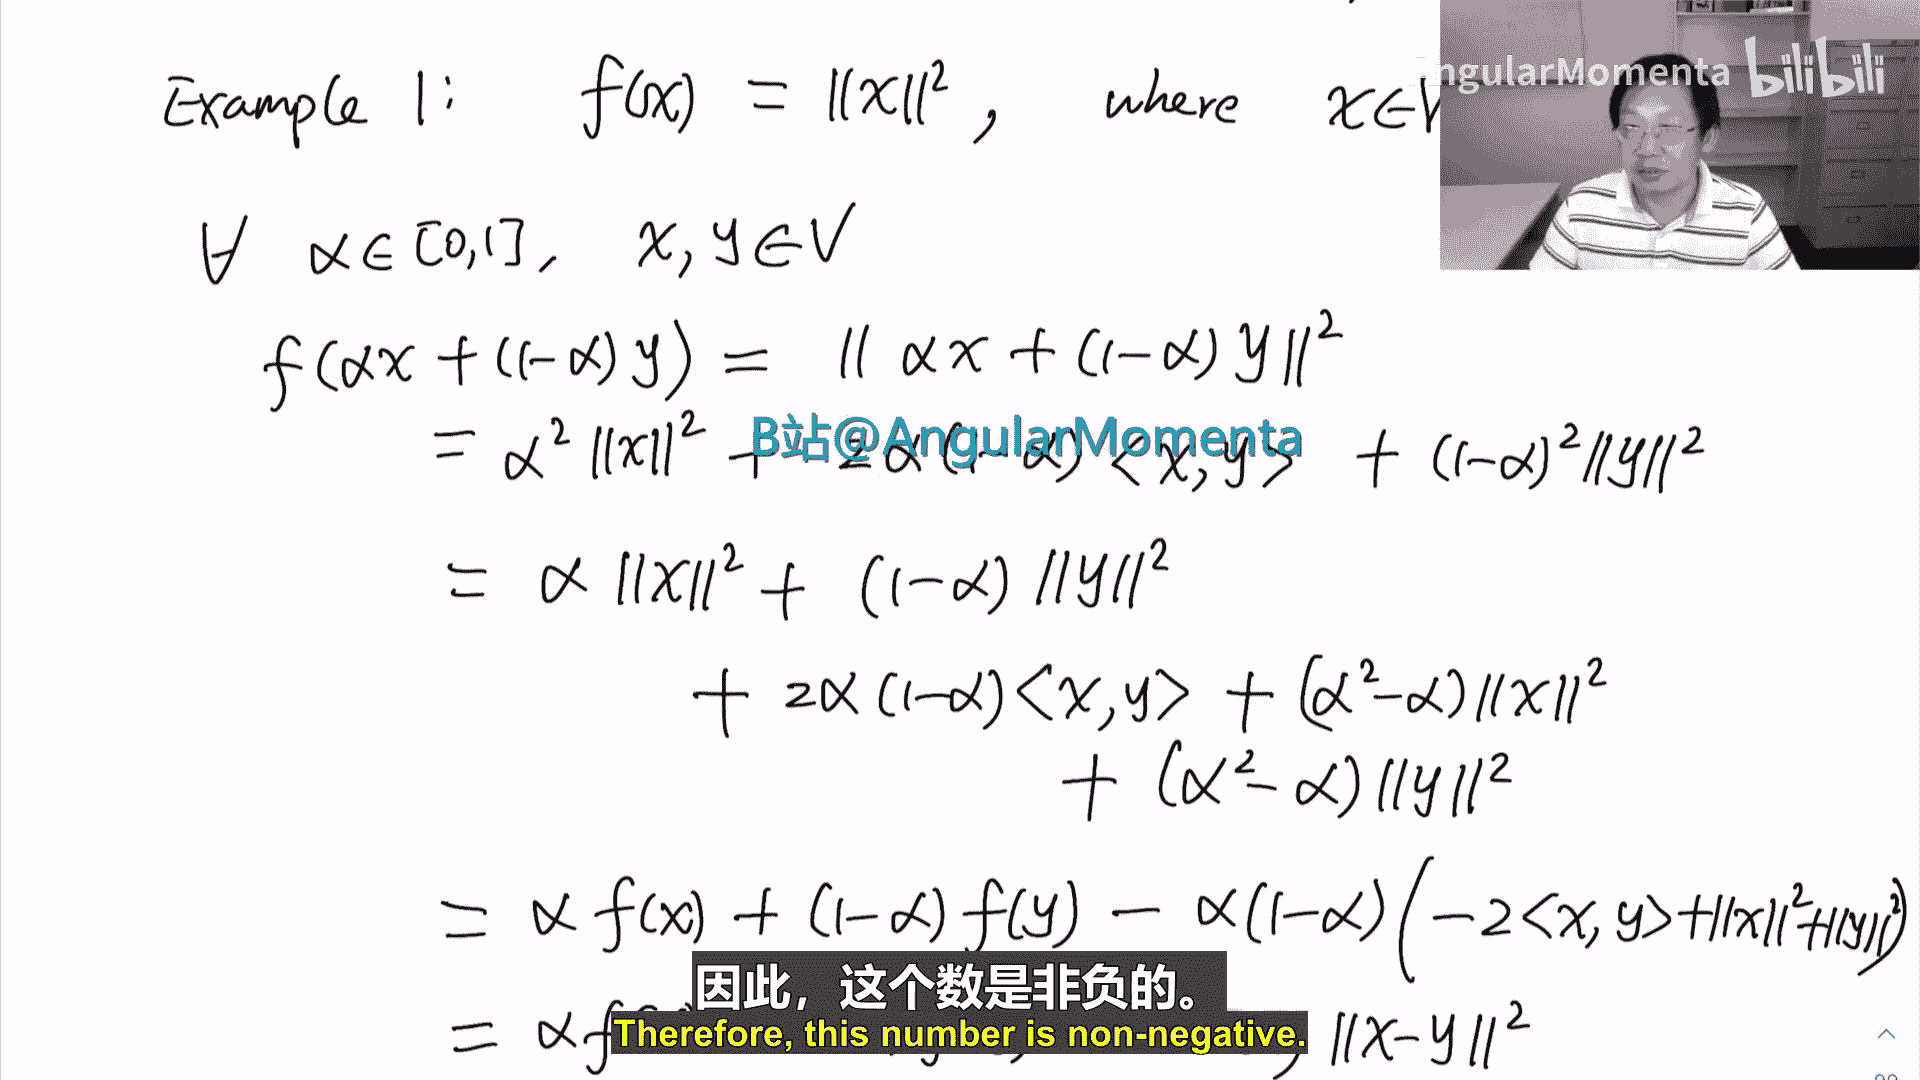 Example 1: f(x) = ||x||², where x∈V
ngularMomenta bilibili
∀ α∈[0,1], x,y∈V
f(αx+(1-α)y) = ||αx+(1-α)y||²
= α²||x||² + 2α(1-α)<x,y> + (1-α)²||y||²
B站@AngularMomenta
= α||x||² + (1-α)||y||²
+ 2α(1-α)<x,y> + (α²-α)||x||²
+ (α²-α)||y||²
= αf(x) + (1-α)f(y) - α(1-α)(-2<x,y>+||x||²+||y||²)
因此，这个数是非负的。
= αf ||x-y||²
Therefore, this number is non-negative.